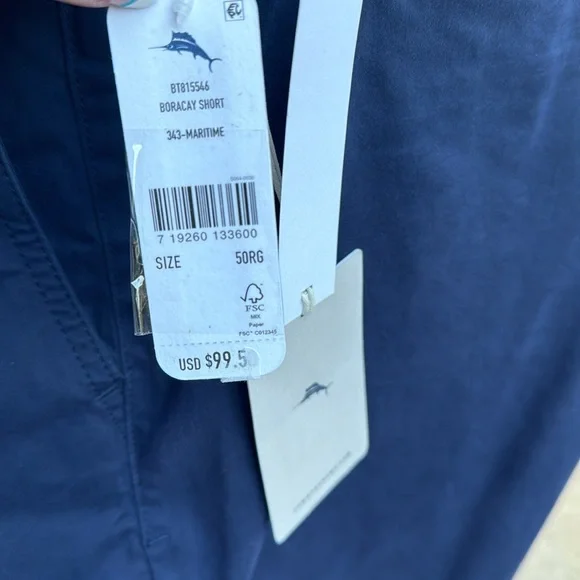 BT815546
BORACAY SHORT
343-MARITIME
7 19260 133600
SIZE 50RG
FSC
MIX
Paper
USD $99.5